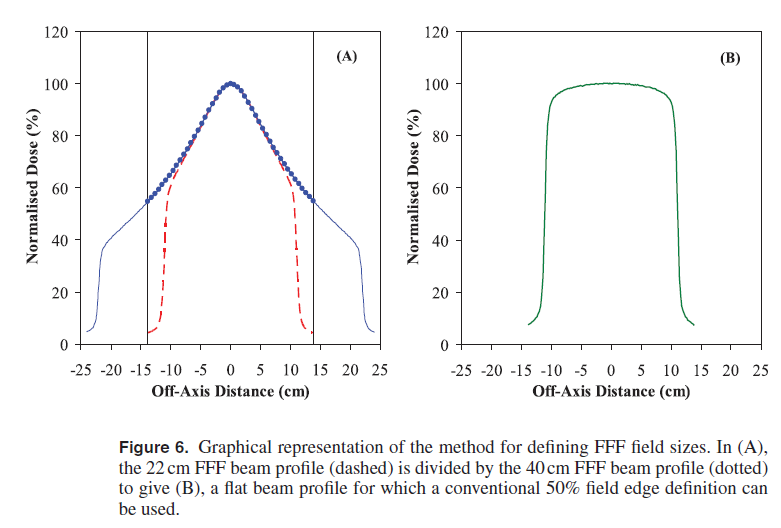 120
100
80
60
40
20
0
Normalised Dose (%)
(A)
-25 -20 -15 -10 -5 0 5 10 15 20 25
Off-Axis Distance (cm)
120
100
80
60
40
20
0
Normalised Dose (%)
(B)
-25 -20 -15 -10 -5 0 5 10 15 20 25
Off-Axis Distance (cm)
Figure 6. Graphical representation of the method for defining FFF field sizes. In (A),
the 22 cm FFF beam profile (dashed) is divided by the 40 cm FFF beam profile (dotted)
to give (B), a flat beam profile for which a conventional 50% field edge definition can
be used.